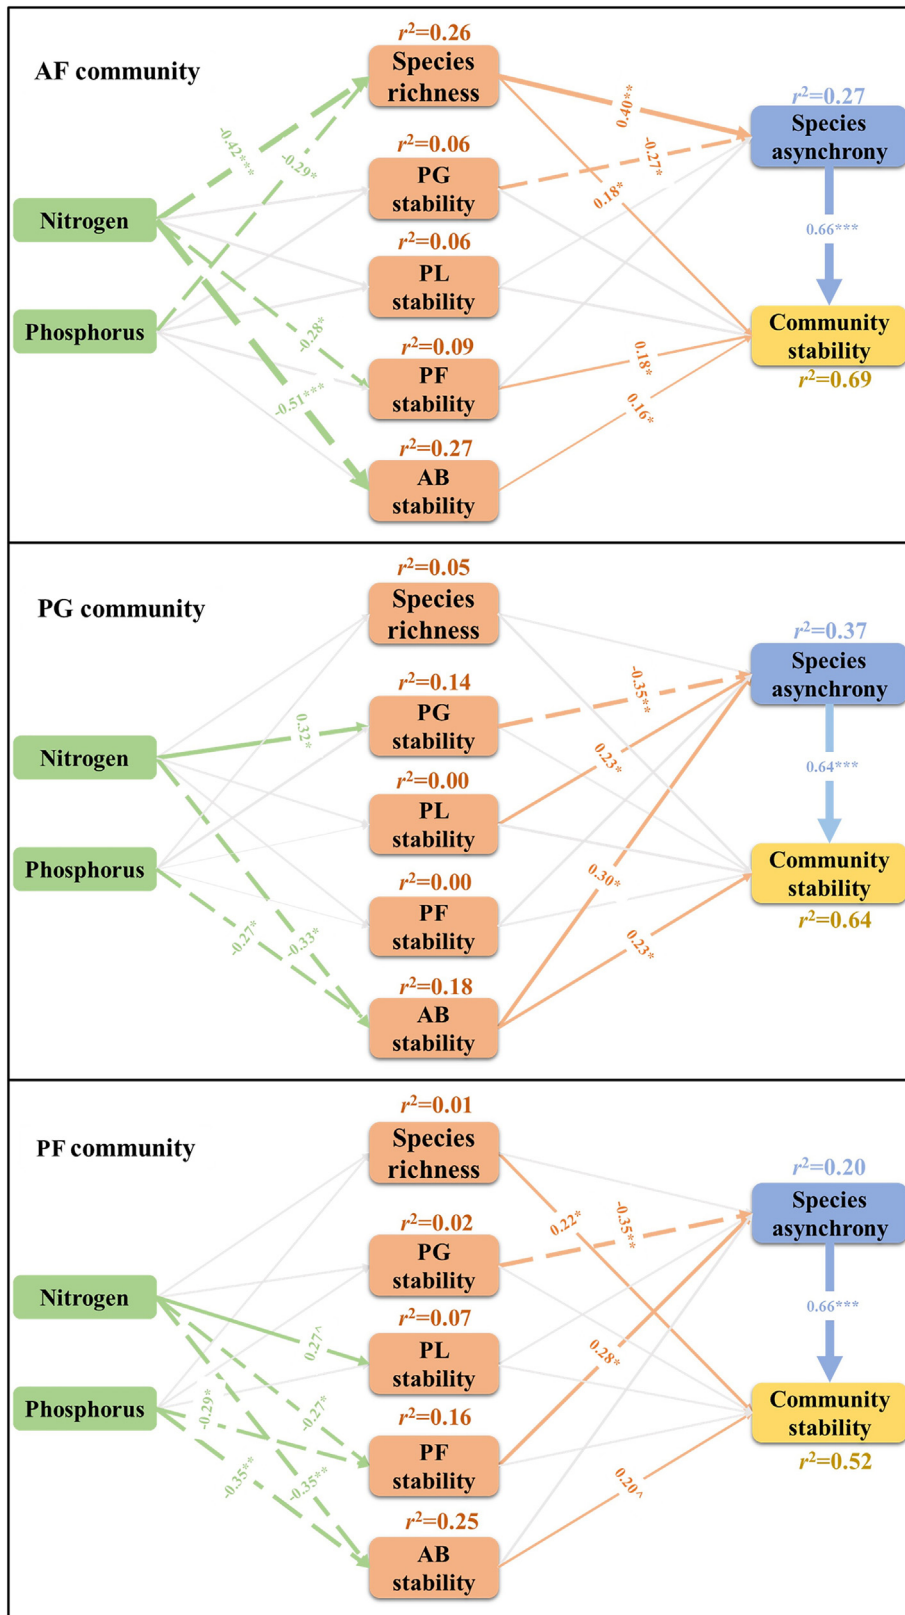 AF community
r²=0.26
Species
richness
r²=0.27
Species
asynchrony
-0.42***
-0.29*
0.40**
-0.27*
r²=0.06
PG
stability
0.18*
Nitrogen
0.66***
r²=0.06
PL
stability
Phosphorus
Community
stability
r²=0.69
-0.28*
r²=0.09
PF
stability
0.18*
-0.51***
0.16*
r²=0.27
AB
stability
PG community
r²=0.05
Species
richness
r²=0.37
Species
asynchrony
r²=0.14
PG
stability
-0.35**
0.32*
Nitrogen
0.23*
0.64***
r²=0.00
PL
stability
Phosphorus
Community
stability
r²=0.64
0.30*
r²=0.00
PF
stability
-0.27*
-0.33*
0.23*
r²=0.18
AB
stability
PF community
r²=0.01
Species
richness
r²=0.20
Species
asynchrony
0.22*
-0.35**
r²=0.02
PG
stability
Nitrogen
0.66***
r²=0.07
PL
stability
0.27^
0.28*
Phosphorus
Community
stability
r²=0.52
-0.29*
-0.27*
r²=0.16
PF
stability
-0.35**
-0.35**
0.20^
r²=0.25
AB
stability